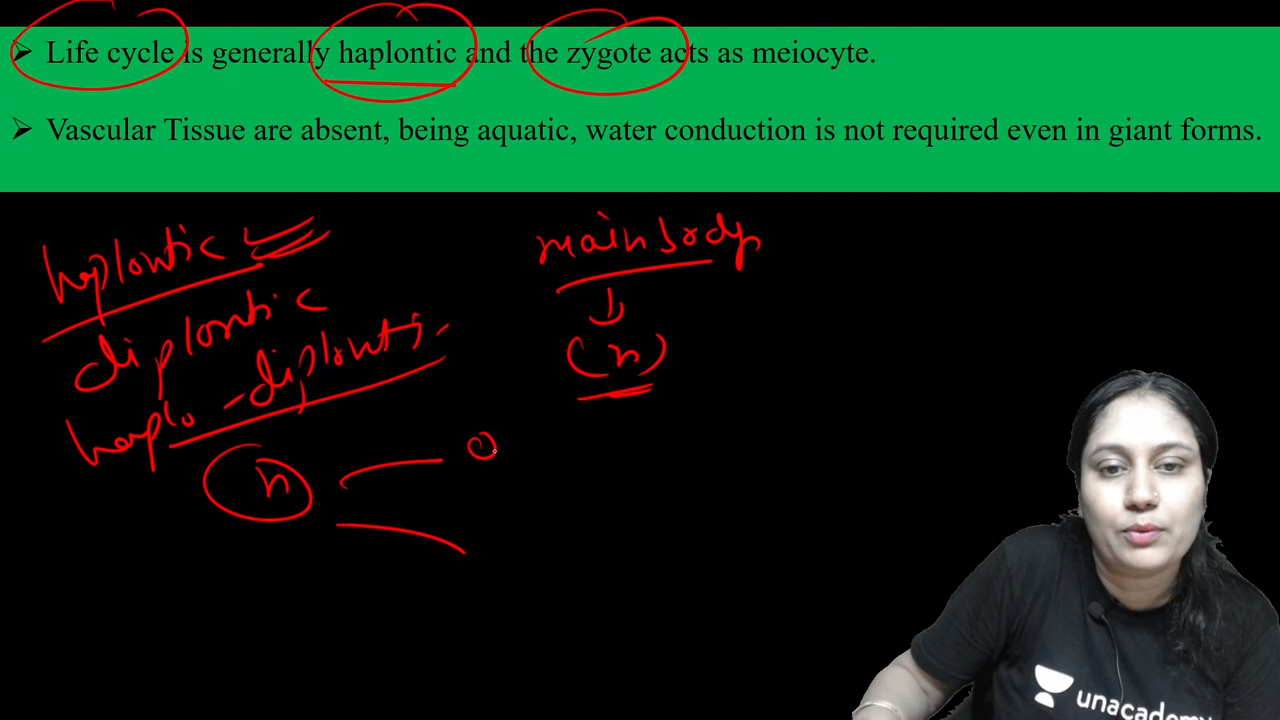 ➢ Life cycle is generally haplontic and the zygote acts as meiocyte.
➢ Vascular Tissue are absent, being aquatic, water conduction is not required even in giant forms.
haplontic
diplontic
haplo-diplontic
main body
(n)
n
unacademy